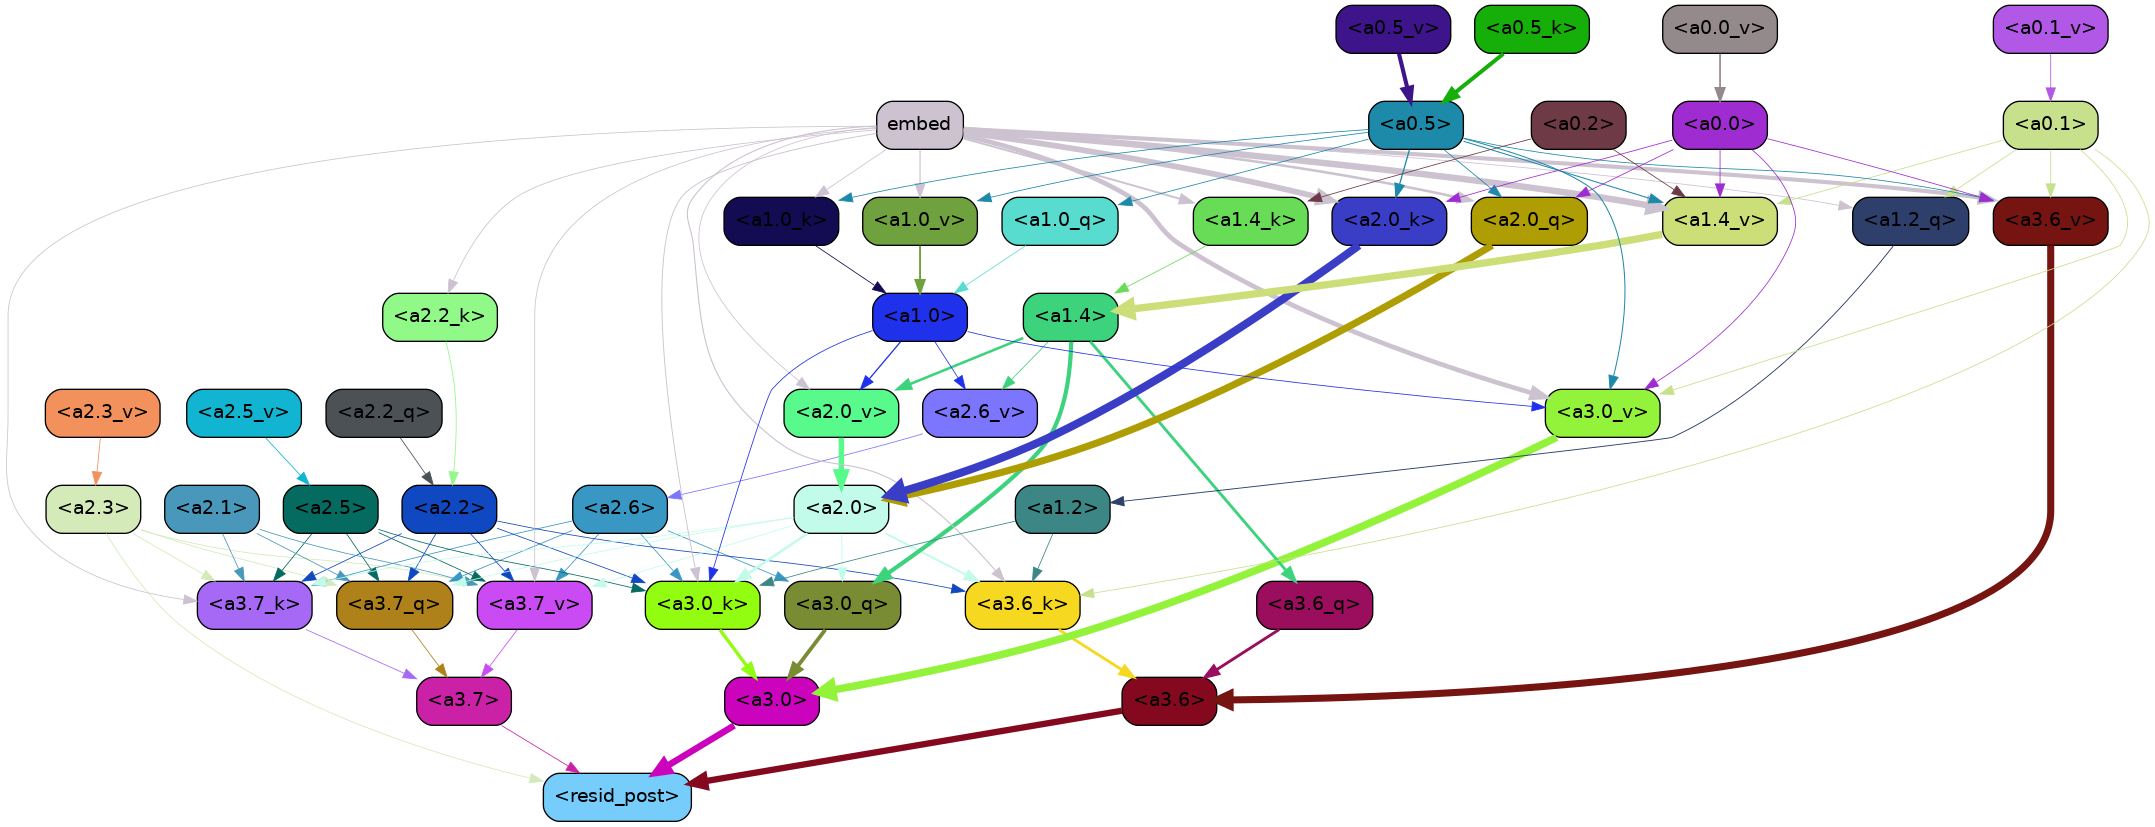 <a0.5_v>
<a0.5_k>
<a0.0_v>
<a0.1_v>
embed
<a0.5>
<a0.2>
<a0.0>
<a0.1>
<a1.0_k>
<a1.0_v>
<a1.0_q>
<a1.4_k>
<a2.0_k>
<a2.0_q>
<a1.4_v>
<a1.2_q>
<a3.6_v>
<a2.2_k>
<a1.0>
<a1.4>
<a2.3_v>
<a2.5_v>
<a2.2_q>
<a2.0_v>
<a2.6_v>
<a3.0_v>
<a2.3>
<a2.1>
<a2.5>
<a2.2>
<a2.6>
<a2.0>
<a1.2>
<a3.7_k>
<a3.7_q>
<a3.7_v>
<a3.0_k>
<a3.0_q>
<a3.6_k>
<a3.6_q>
<a3.7>
<a3.0>
<a3.6>
<resid_post>